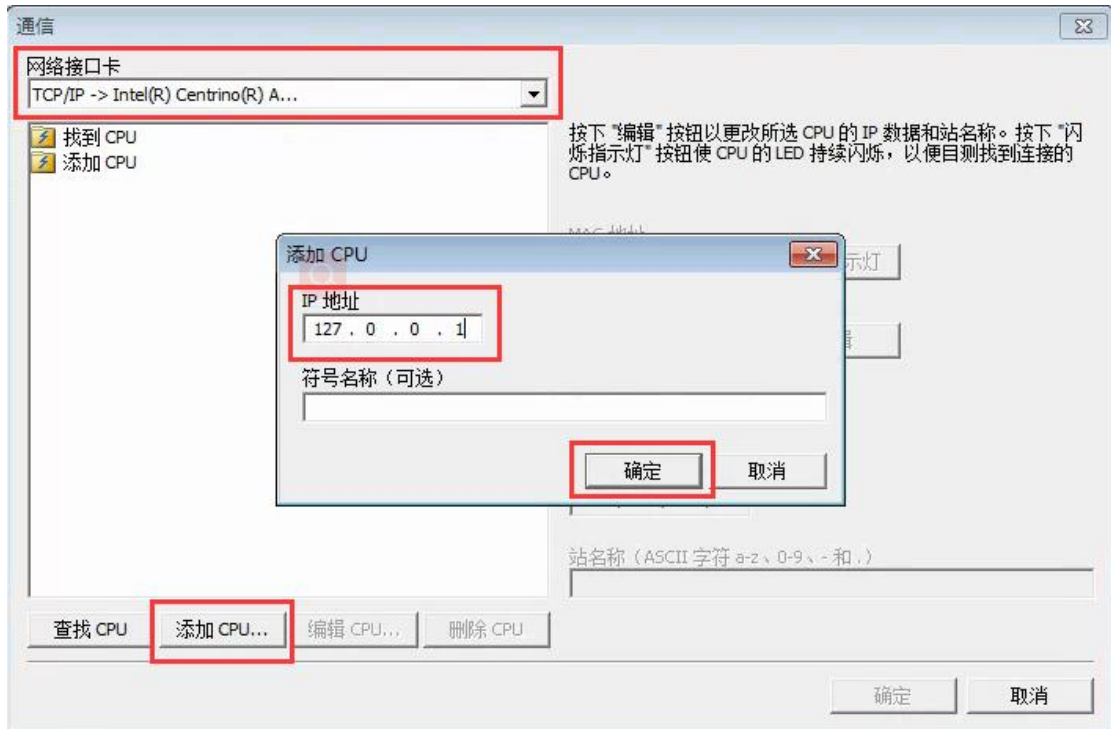 通信
网络接口卡
TCP/IP -> Intel(R) Centrino(R) A...
找到 CPU
添加 CPU
按下 "编辑" 按钮以更改所选 CPU 的 IP 数据和站名称。按下 "闪
烁指示灯" 按钮使 CPU 的 LED 持续闪烁，以便目测找到连接的
CPU。
MAC 地址
示灯
添加 CPU
IP 地址
127 . 0 . 0 . 1
符号名称（可选）
确定
取消
站名称（ASCII 字符 a-z、0-9、- 和 .）
查找 CPU
添加 CPU...
编辑 CPU...
删除 CPU
确定
取消